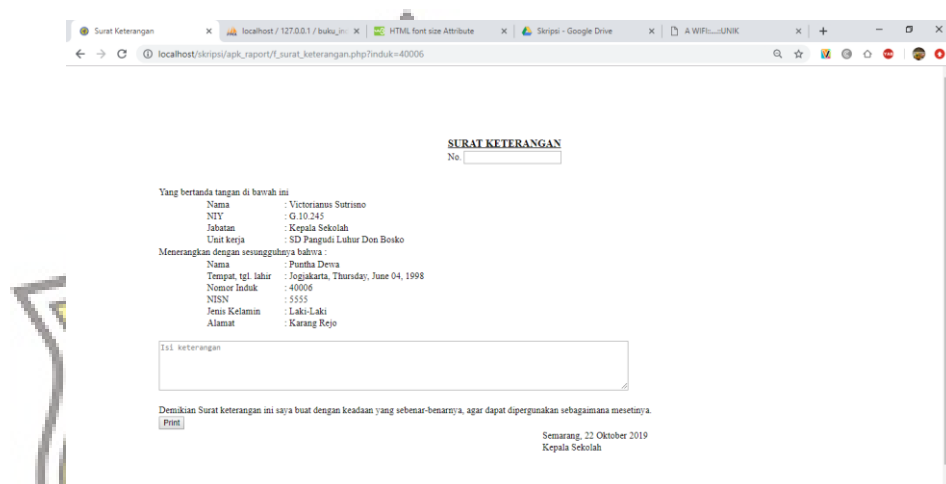 Surat Keterangan
localhost / 127.0.0.1 / buku_in
HTML font size Attribute
Skripsi - Google Drive
A WIFI::...::UNIK
localhost/skripsi/apk_raport/f_surat_keterangan.php?induk=40006
SURAT KETERANGAN
No.
Yang bertanda tangan di bawah ini
Nama : Victorianus Sutrisno
NIY : G.10.245
Jabatan : Kepala Sekolah
Unit kerja : SD Pangudi Luhur Don Bosko
Menerangkan dengan sesungguhnya bahwa :
Nama : Puntha Dewa
Tempat, tgl. lahir : Jogjakarta, Thursday, June 04, 1998
Nomor Induk : 40006
NISN : 5555
Jenis Kelamin : Laki-Laki
Alamat : Karang Rejo
Isi keterangan
Demikian Surat keterangan ini saya buat dengan keadaan yang sebenar-benarnya, agar dapat dipergunakan sebagaimana mesetinya.
Print
Semarang, 22 Oktober 2019
Kepala Sekolah